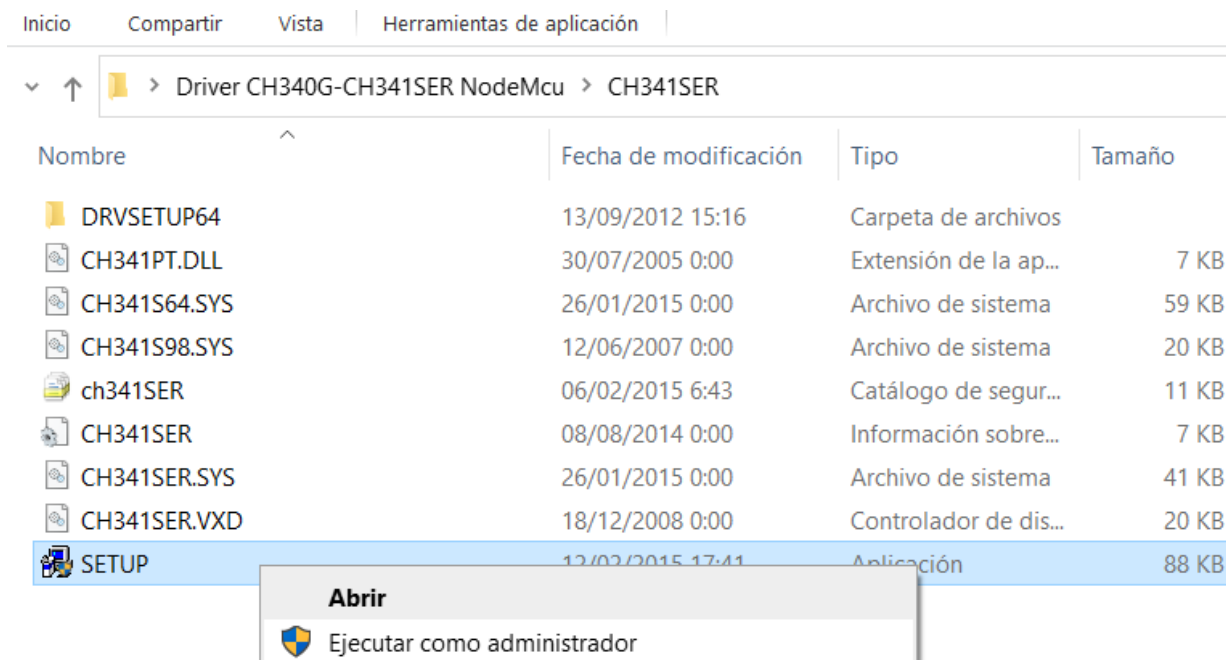 Inicio Compartir Vista Herramientas de aplicación
Driver CH340G-CH341SER NodeMcu > CH341SER
Nombre Fecha de modificación Tipo Tamaño
DRVSETUP64 13/09/2012 15:16 Carpeta de archivos
CH341PT.DLL 30/07/2005 0:00 Extensión de la ap... 7 KB
CH341S64.SYS 26/01/2015 0:00 Archivo de sistema 59 KB
CH341S98.SYS 12/06/2007 0:00 Archivo de sistema 20 KB
ch341SER 06/02/2015 6:43 Catálogo de segur... 11 KB
CH341SER 08/08/2014 0:00 Información sobre... 7 KB
CH341SER.SYS 26/01/2015 0:00 Archivo de sistema 41 KB
CH341SER.VXD 18/12/2008 0:00 Controlador de dis... 20 KB
SETUP 12/02/2015 17:41 Aplicación 88 KB
Abrir
Ejecutar como administrador